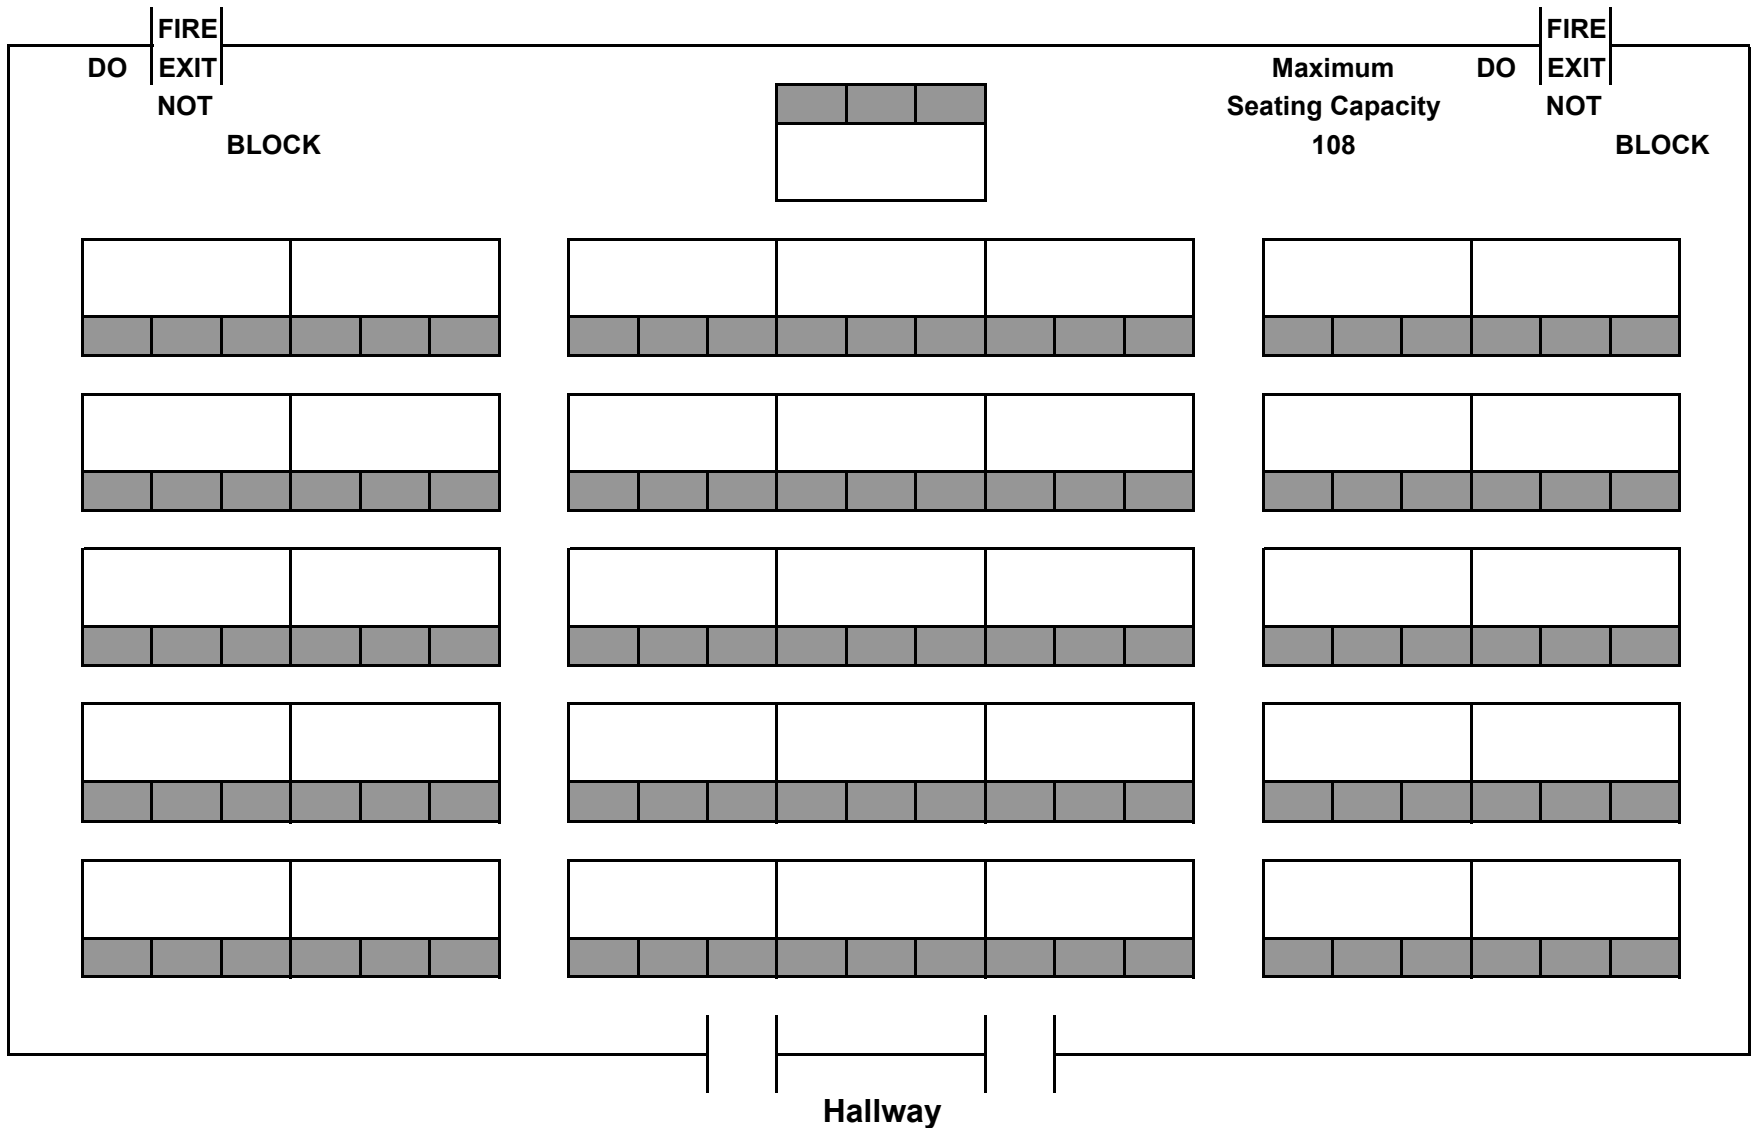 FIRE FIRE
DO EXIT Maximum DO EXIT
NOT Seating Capacity NOT
BLOCK 108 BLOCK
Hallway